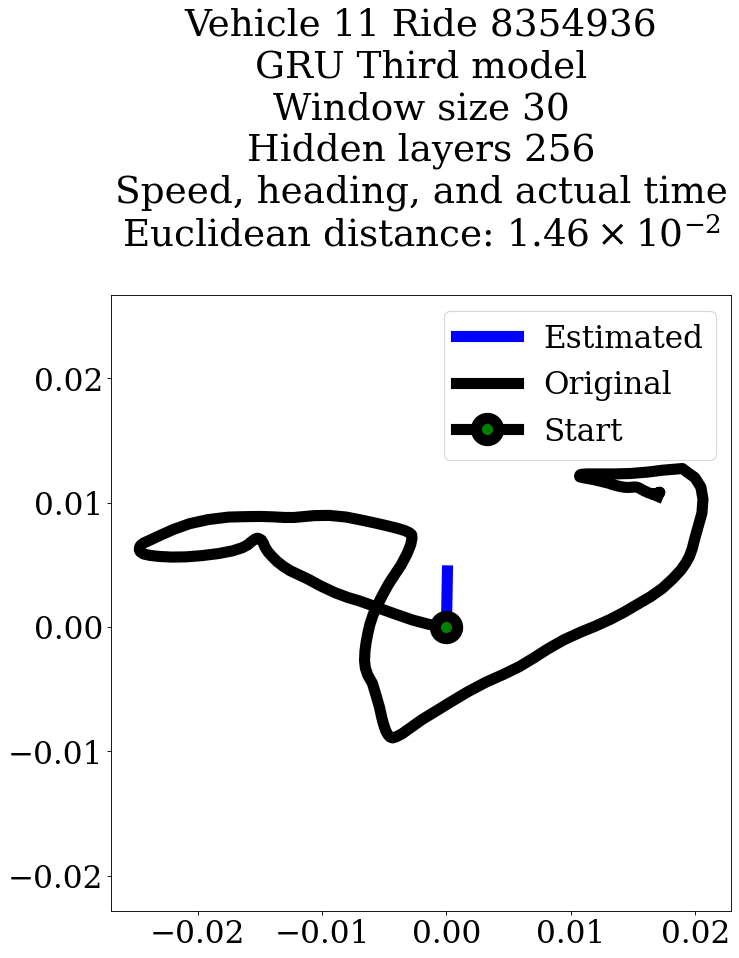 Vehicle 11 Ride 8354936
GRU Third model
Window size 30
Hidden layers 256
Speed, heading, and actual time
Euclidean distance: 1.46 × 10⁻²
Estimated
Original
Start
0.02
0.01
0.00
−0.01
−0.02
−0.02 −0.01 0.00 0.01 0.02